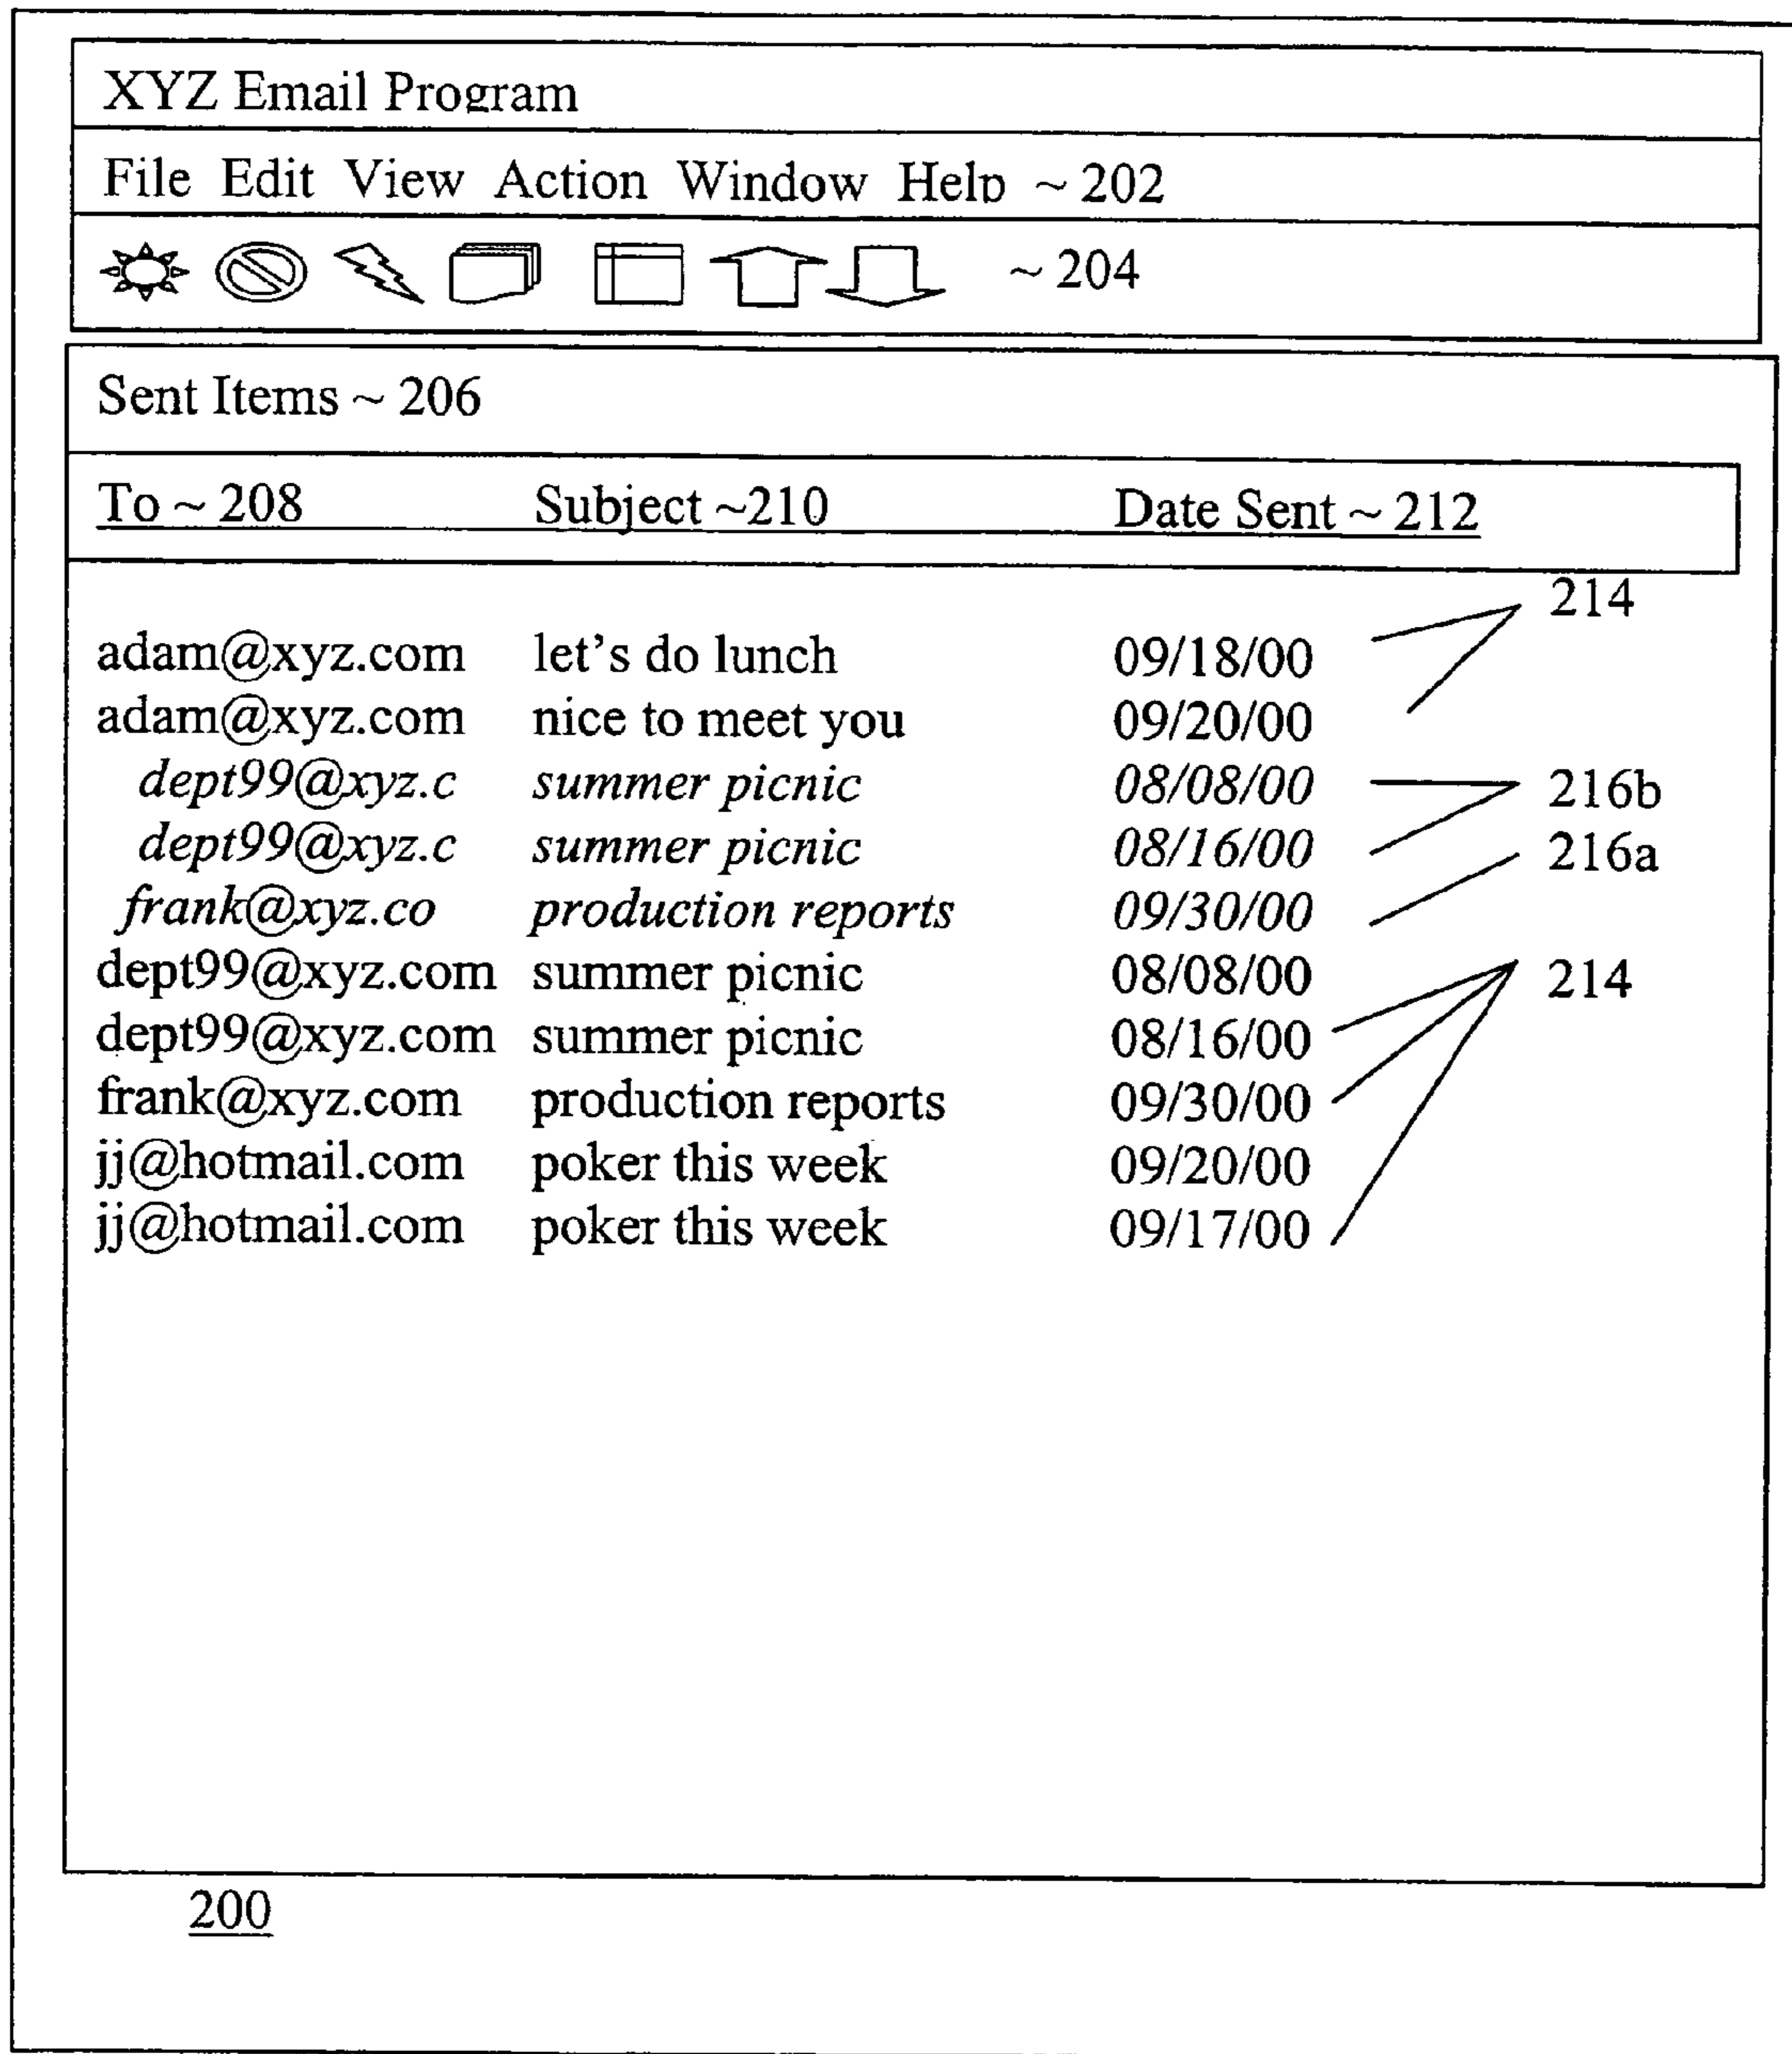 XYZ Email Program
File Edit View Action Window Help ~ 202
~ 204
Sent Items ~ 206
To ~ 208 Subject ~210 Date Sent ~ 212
214
adam@xyz.com let's do lunch 09/18/00
adam@xyz.com nice to meet you 09/20/00
dept99@xyz.c summer picnic 08/08/00 216b
dept99@xyz.c summer picnic 08/16/00 216a
frank@xyz.co production reports 09/30/00
dept99@xyz.com summer picnic 08/08/00 214
dept99@xyz.com summer picnic 08/16/00
frank@xyz.com production reports 09/30/00
jj@hotmail.com poker this week 09/20/00
jj@hotmail.com poker this week 09/17/00
200